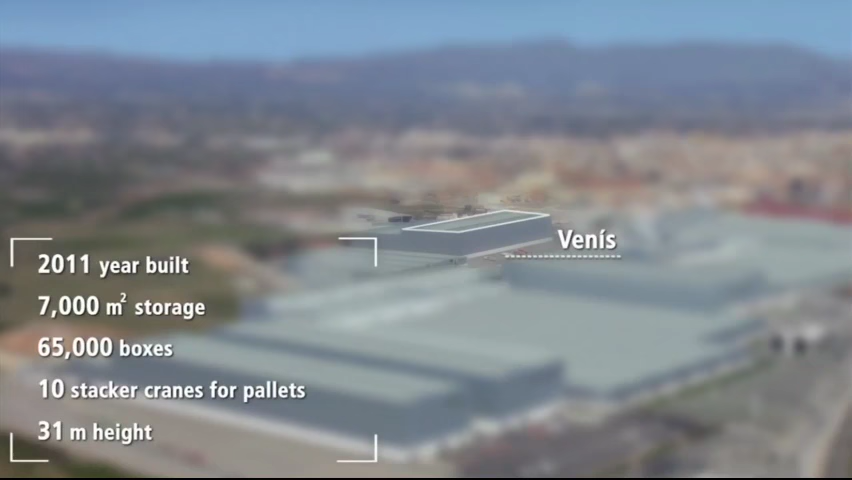 Venís
2011 year built
7,000 m² storage
65,000 boxes
10 stacker cranes for pallets
31 m height